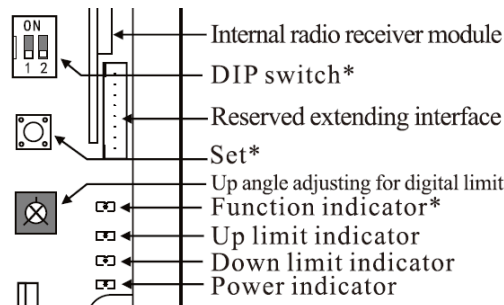 ON
1 2
Internal radio receiver module
DIP switch*
Reserved extending interface
Set*
Up angle adjusting for digital limit
Function indicator*
Up limit indicator
Down limit indicator
Power indicator